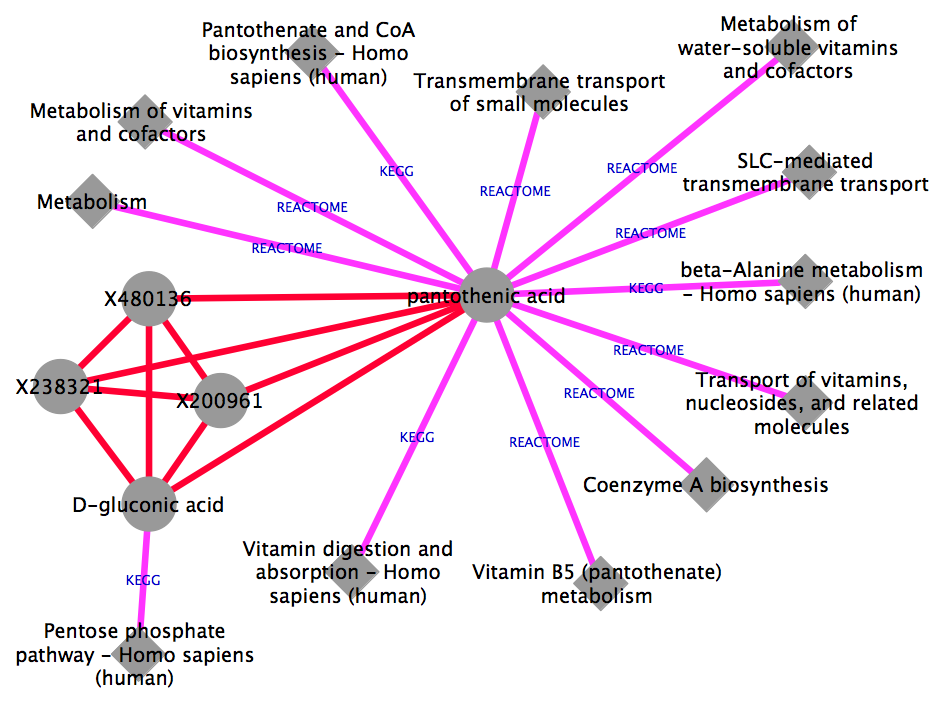 Pantothenate and CoA
biosynthesis – Homo
sapiens (human)
Metabolism of
water-soluble vitamins
and cofactors
Transmembrane transport
of small molecules
Metabolism of vitamins
and cofactors
KEGG
REACTOME
REACTOME
SLC-mediated
transmembrane transport
Metabolism
REACTOME
REACTOME
REACTOME
beta-Alanine metabolism
– Homo sapiens (human)
KEGG
X480136
pantothenic acid
REACTOME
X238321
X200961
REACTOME
Transport of vitamins,
nucleosides, and related
molecules
KEGG
REACTOME
Coenzyme A biosynthesis
D-gluconic acid
Vitamin digestion and
absorption – Homo
sapiens (human)
Vitamin B5 (pantothenate)
metabolism
KEGG
Pentose phosphate
pathway – Homo sapiens
(human)